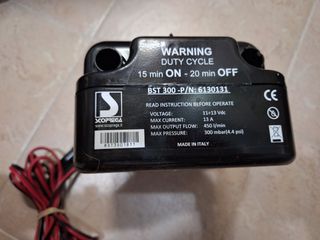 WARNING
DUTY CYCLE
15 min ON - 20 min OFF
BST 300 -P/N: 6130131
READ INSTRUCTION BEFORE OPERATE
VOLTAGE: 11÷13 Vdc
MAX CURRENT: 13 A
MAX OUTPUT FLOW: 450 l/min
MAX PRESSURE: 300 mbar(4.4 psi)
MADE IN ITALY
SCOPREGA
www.scoprega.it
CE